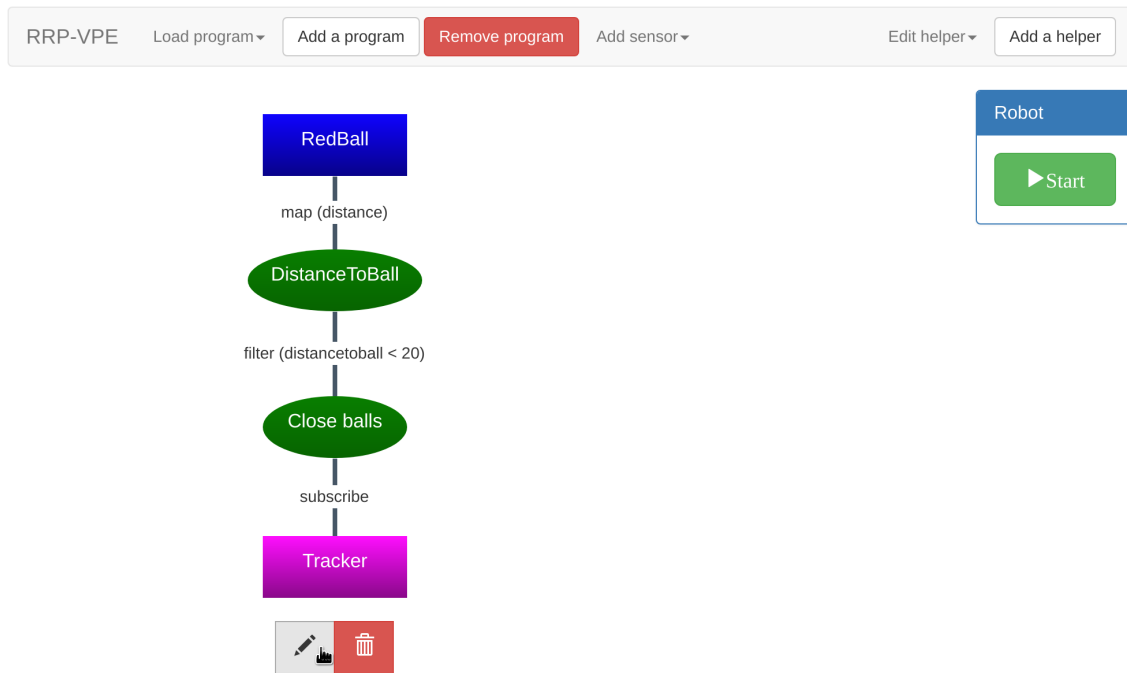 RRP-VPE Load program Add a program Remove program Add sensor Edit helper Add a helper
Robot
Start
RedBall
map (distance)
DistanceToBall
filter (distancetoball < 20)
Close balls
subscribe
Tracker